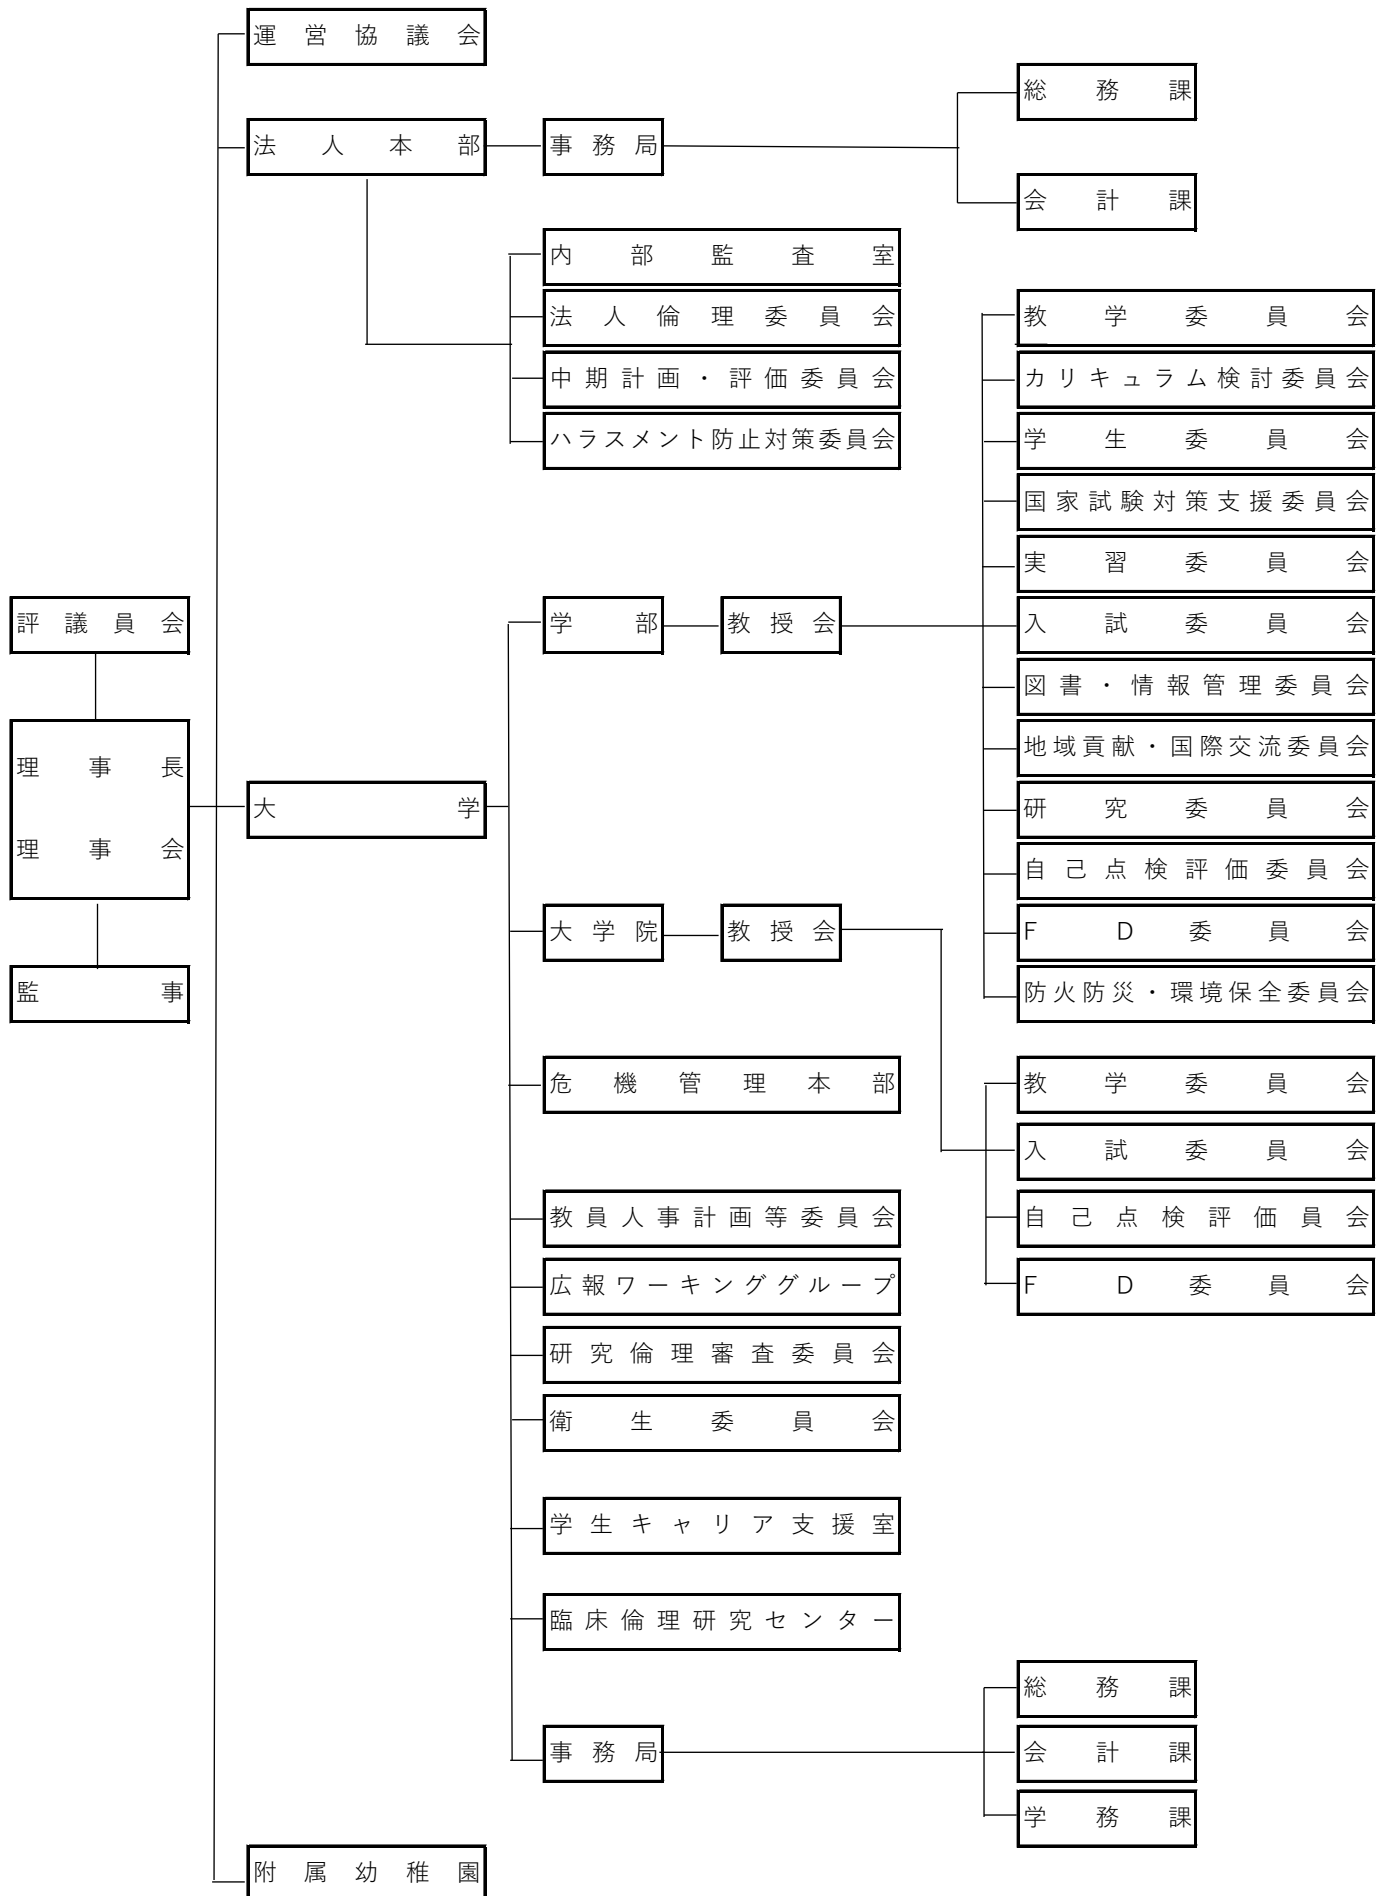 運営協議会
総務課
法人本部
事務局
会計課
内部監査室
法人倫理委員会
中期計画・評価委員会
ハラスメント防止対策委員会
教学委員会
カリキュラム検討委員会
学生委員会
国家試験対策支援委員会
実習委員会
評議員会
学部
教授会
入試委員会
図書・情報管理委員会
地域貢献・国際交流委員会
理事長
理事会
大学
研究委員会
自己点検評価委員会
大学院
教授会
FD委員会
監事
防火防災・環境保全委員会
危機管理本部
教学委員会
入試委員会
教員人事計画等委員会
自己点検評価員会
広報ワーキンググループ
FD委員会
研究倫理審査委員会
衛生委員会
学生キャリア支援室
臨床倫理研究センター
総務課
事務局
会計課
学務課
附属幼稚園